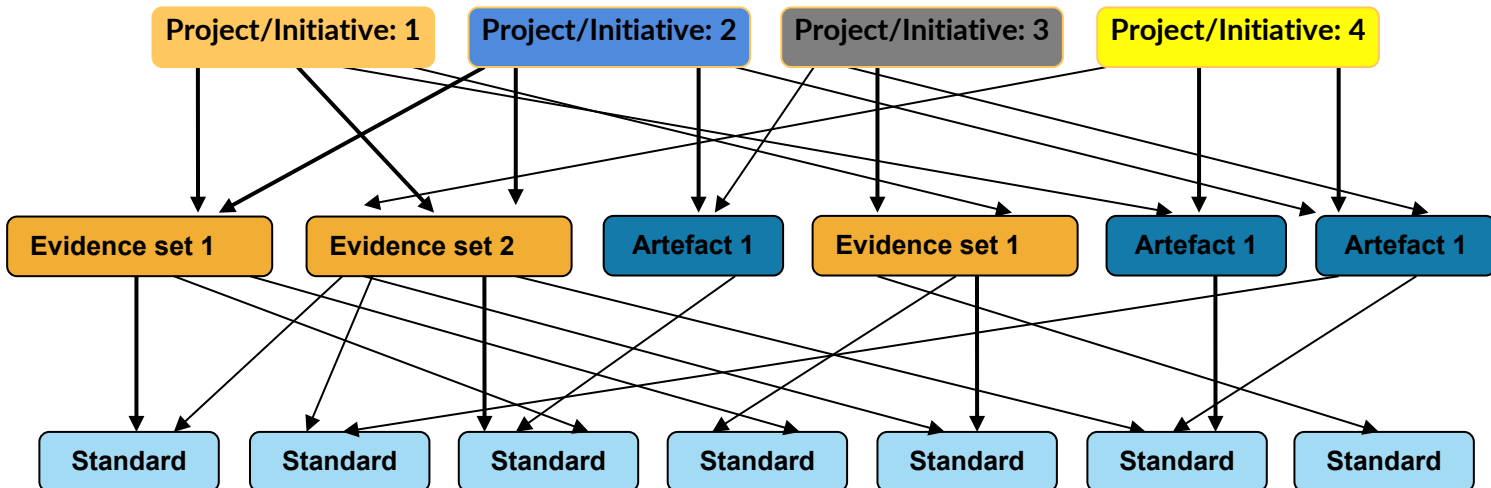 Project/Initiative: 1
Project/Initiative: 2
Project/Initiative: 3
Project/Initiative: 4
Evidence set 1
Evidence set 2
Artefact 1
Evidence set 1
Artefact 1
Artefact 1
Standard
Standard
Standard
Standard
Standard
Standard
Standard